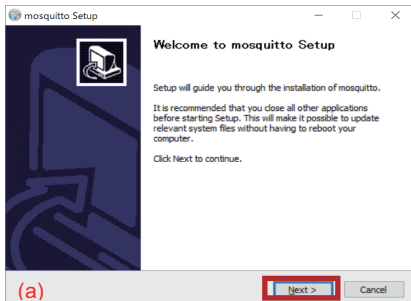 mosquitto Setup
Welcome to mosquitto Setup
Setup will guide you through the installation of mosquitto.
It is recommended that you close all other applications
before starting Setup. This will make it possible to update
relevant system files without having to reboot your
computer.
Click Next to continue.
(a)
Next >
Cancel